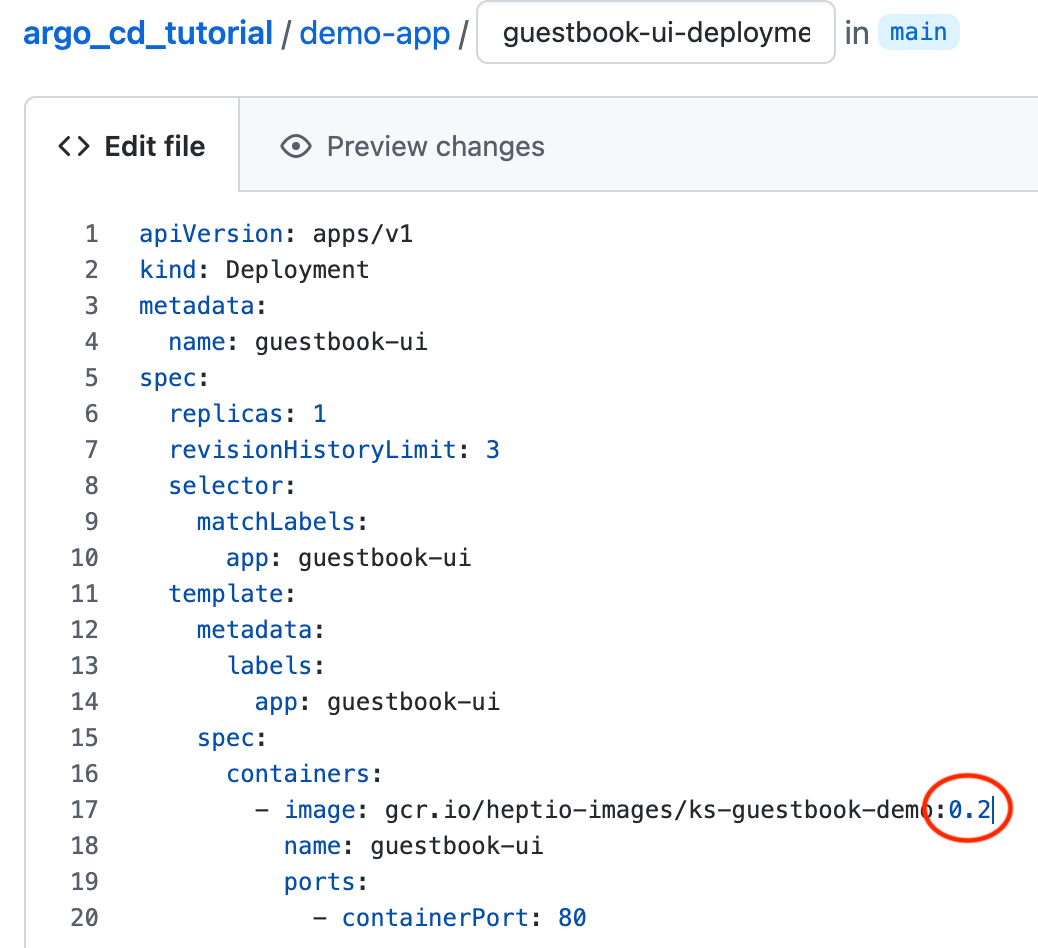 argo_cd_tutorial / demo-app / guestbook-ui-deployme in main
<> Edit file Preview changes
1 apiVersion: apps/v1
2 kind: Deployment
3 metadata:
4   name: guestbook-ui
5 spec:
6   replicas: 1
7   revisionHistoryLimit: 3
8   selector:
9     matchLabels:
10       app: guestbook-ui
11   template:
12     metadata:
13       labels:
14         app: guestbook-ui
15     spec:
16       containers:
17         - image: gcr.io/heptio-images/ks-guestbook-demo:0.2
18           name: guestbook-ui
19           ports:
20             - containerPort: 80